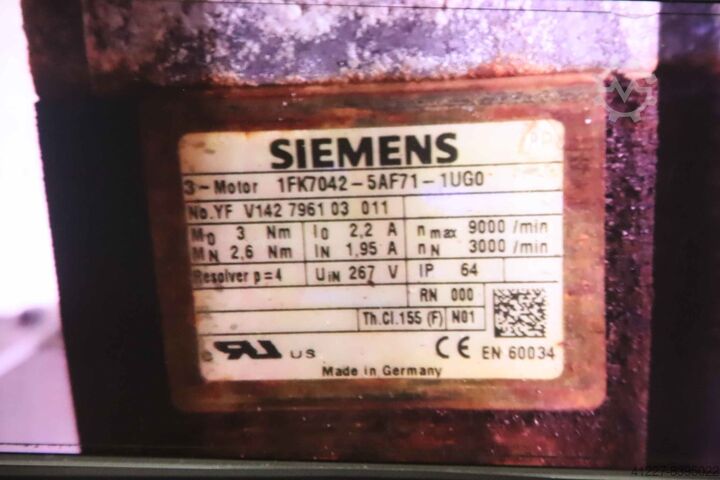 SIEMENS
3~Motor 1FK7042-5AF71-1UG0
No.YF V142 7961 03 011
M0 3 Nm I0 2,2 A nmax 9000 /min
MN 2,6 Nm IN 1,95 A nN 3000 /min
Resolver p=4 UIN 267 V IP 64
RN 000
Th.Cl.155 (F) N01
US CE EN 60034
Made in Germany
41227-8395022